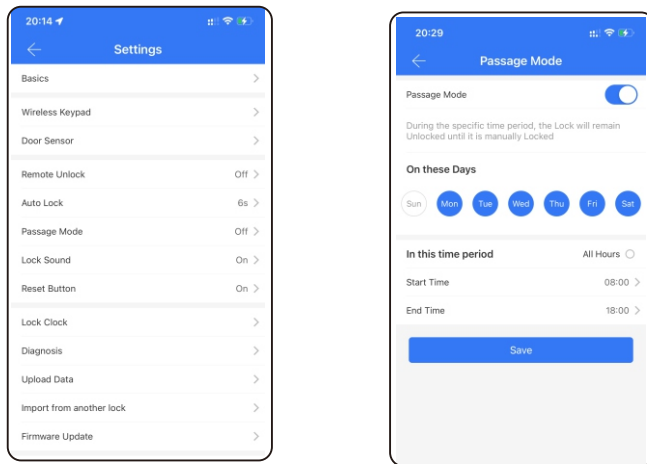 20:14
Settings
Basics
Wireless Keypad
Door Sensor
Remote Unlock Off
Auto Lock 6s
Passage Mode Off
Lock Sound On
Reset Button On
Lock Clock
Diagnosis
Upload Data
Import from another lock
Firmware Update
20:29
Passage Mode
Passage Mode
During the specific time period, the Lock will remain
Unlocked until it is manually Locked
On these Days
Sun Mon Tue Wed Thu Fri Sat
In this time period All Hours
Start Time 08:00
End Time 18:00
Save